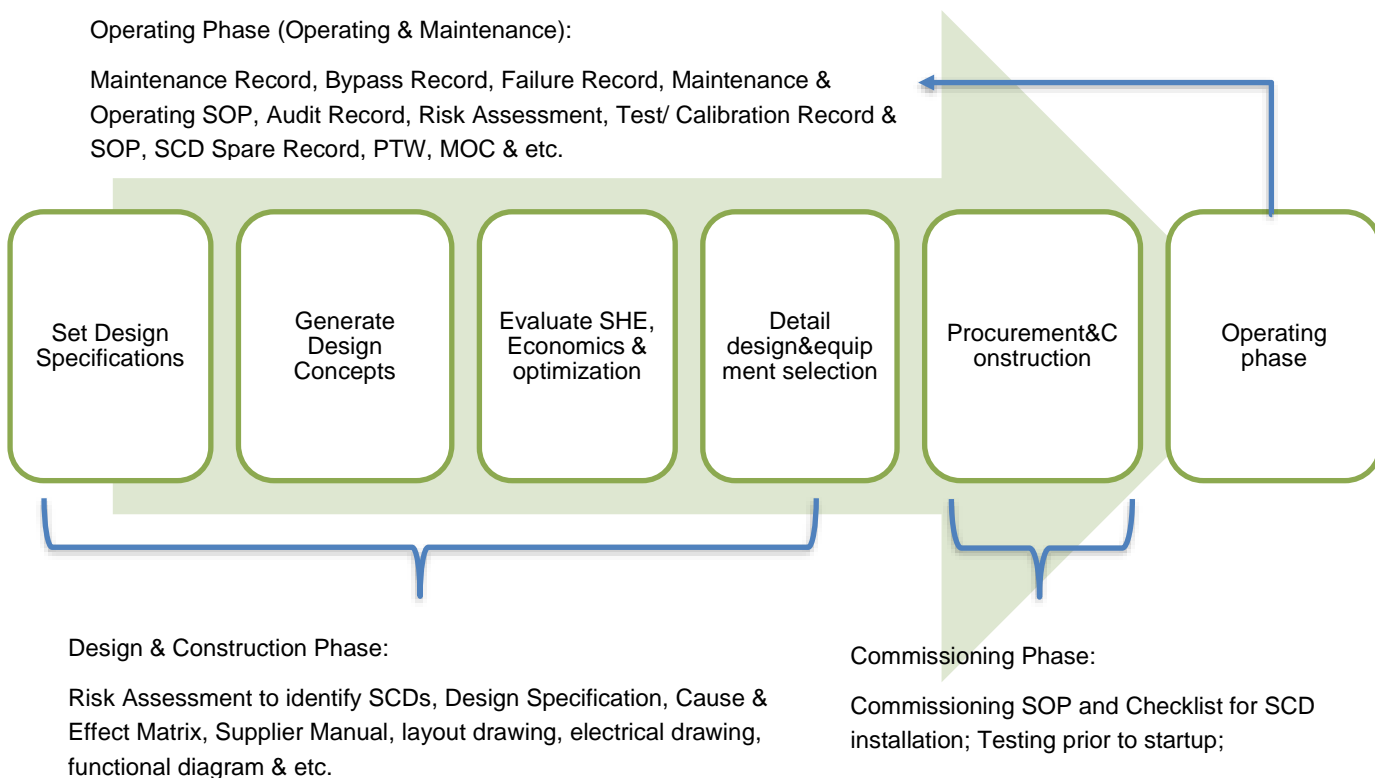 Operating Phase (Operating & Maintenance):
Maintenance Record, Bypass Record, Failure Record, Maintenance &
Operating SOP, Audit Record, Risk Assessment, Test/ Calibration Record &
SOP, SCD Spare Record, PTW, MOC & etc.
Set Design
Specifications
Generate
Design
Concepts
Evaluate SHE,
Economics &
optimization
Detail
design&equip
ment selection
Procurement&C
onstruction
Operating
phase
Design & Construction Phase:
Risk Assessment to identify SCDs, Design Specification, Cause &
Effect Matrix, Supplier Manual, layout drawing, electrical drawing,
functional diagram & etc.
Commissioning Phase:
Commissioning SOP and Checklist for SCD
installation; Testing prior to startup;